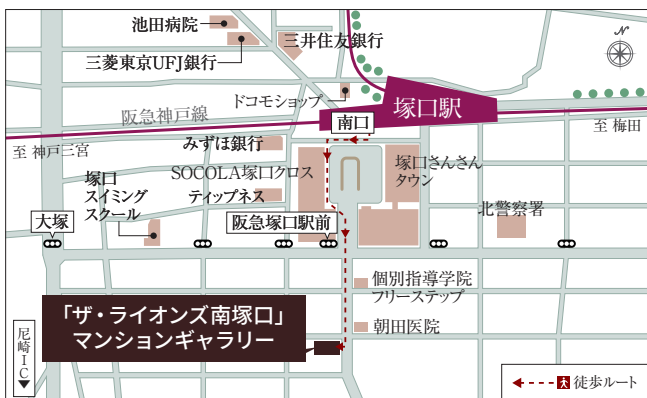 池田病院
三菱東京UFJ銀行
三井住友銀行
N
ドコモショップ
塚口駅
阪急神戸線
南口
至 梅田
至 神戸三宮
みずほ銀行
SOCOLA塚口クロス
塚口さんさん
タウン
塚口
スイミング
スクール
ティップネス
北警察署
大塚
阪急塚口駅前
個別指導学院
フリーステップ
「ザ・ライオンズ南塚口」
マンションギャラリー
朝田医院
尼崎IC
徒歩ルート